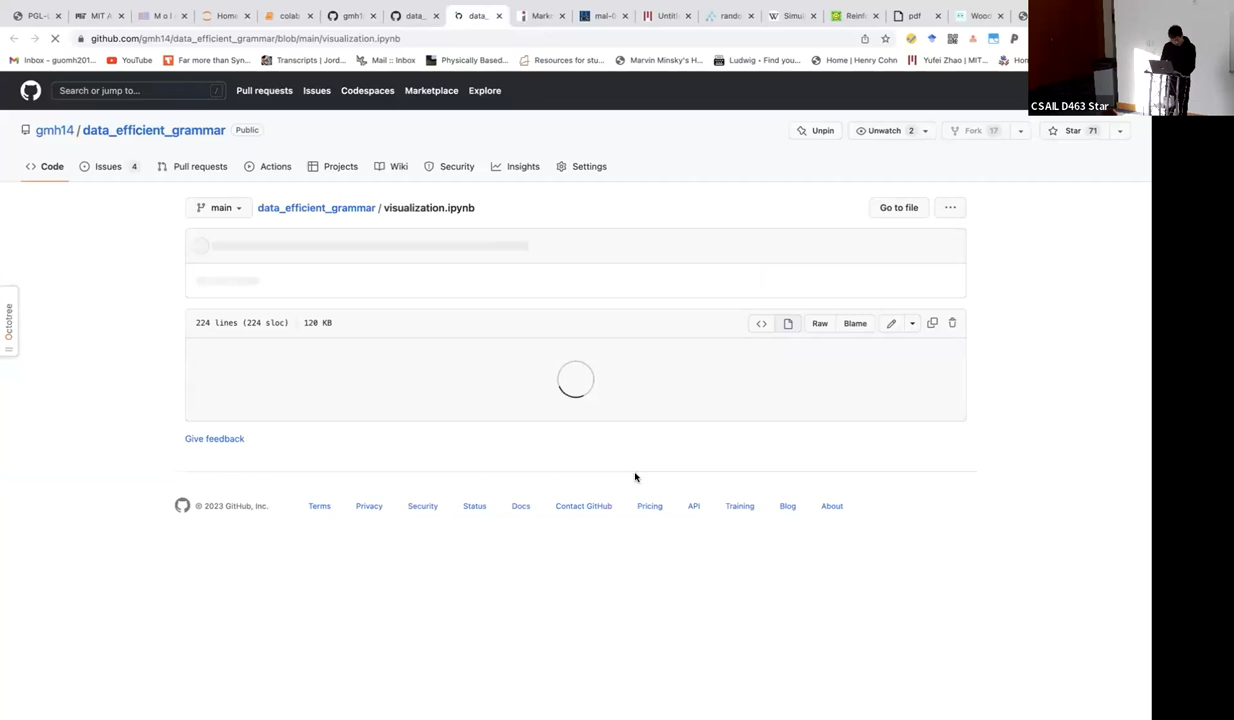 PGL-
MIT A
M o l
Home
colab
gmh1
data_
data_
Mark
mal-0
Untitl
rando
Simul
Reinf
pdf
Wood
github.com/gmh14/data_efficient_grammar/blob/main/visualization.ipynb
Inbox - guomh201...
YouTube
Far more than Syn...
Transcripts | Jord...
Mail :: Inbox
Physically Based...
Resources for stu...
Marvin Minsky's H...
Ludwig • Find you...
Home | Henry Cohn
Yufei Zhao | MIT...
CSAIL D463 Star
Search or jump to...
/
Pull requests
Issues
Codespaces
Marketplace
Explore
gmh14 / data_efficient_grammar
Public
Unpin
Unwatch 2
Fork 17
Star 71
Code
Issues 4
Pull requests
Actions
Projects
Wiki
Security
Insights
Settings
main
data_efficient_grammar / visualization.ipynb
Go to file
Octotree
224 lines (224 sloc) 120 KB
Raw
Blame
Give feedback
© 2023 GitHub, Inc.
Terms
Privacy
Security
Status
Docs
Contact GitHub
Pricing
API
Training
Blog
About